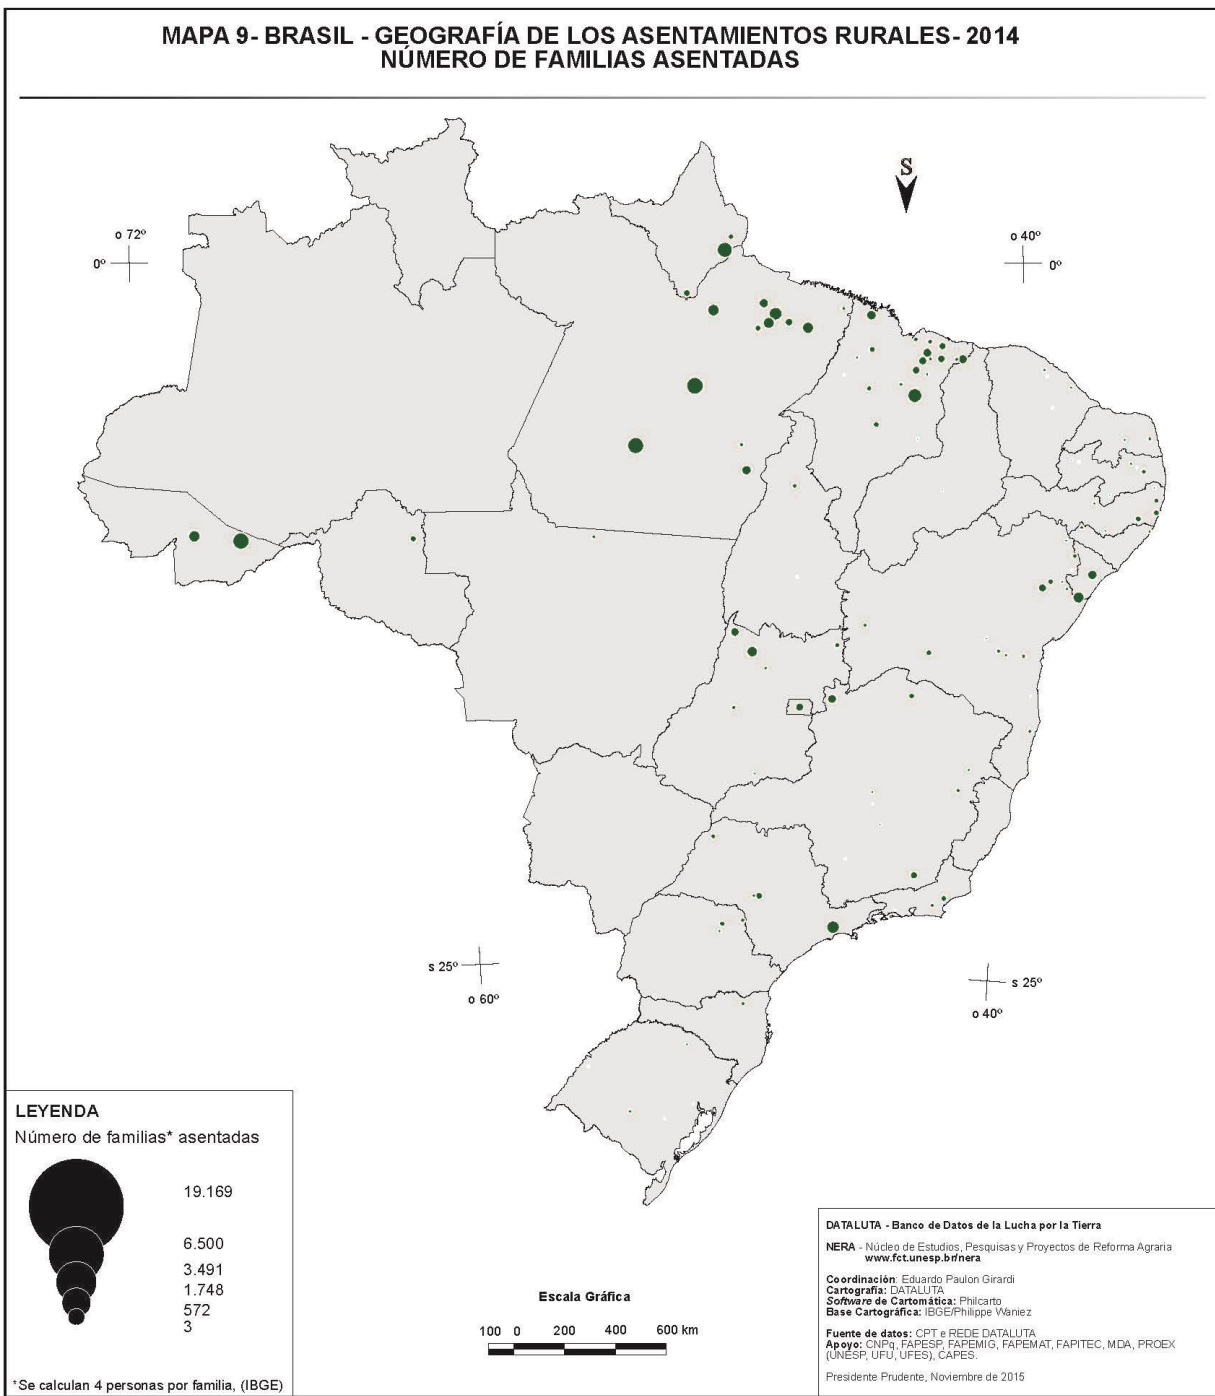 MAPA 9- BRASIL - GEOGRAFÍA DE LOS ASENTAMIENTOS RURALES- 2014
NÚMERO DE FAMILIAS ASENTADAS
S
o 72º
0º
o 40º
0º
s 25º
o 60º
s 25º
o 40º
LEYENDA
Número de familias* asentadas
19.169
6.500
3.491
1.748
572
3
*Se calculan 4 personas por familia, (IBGE)
Escala Gráfica
100 0 200 400 600 km
DATALUTA - Banco de Datos de la Lucha por la Tierra
NERA - Núcleo de Estudios, Pesquisas y Proyectos de Reforma Agraria
www.fct.unesp.br/nera
Coordinación: Eduardo Paulon Girardi
Cartografía: DATALUTA
Software de Cartomática: Philcarto
Base Cartográfica: IBGE/Philippe Waniez
Fuente de datos: CPT e REDE DATALUTA
Apoyo: CNPq, FAPESP, FAPEMIG, FAPEMAT, FAPITEC, MDA, PROEX
(UNESP, UFU, UFES), CAPES.
Presidente Prudente, Noviembre de 2015